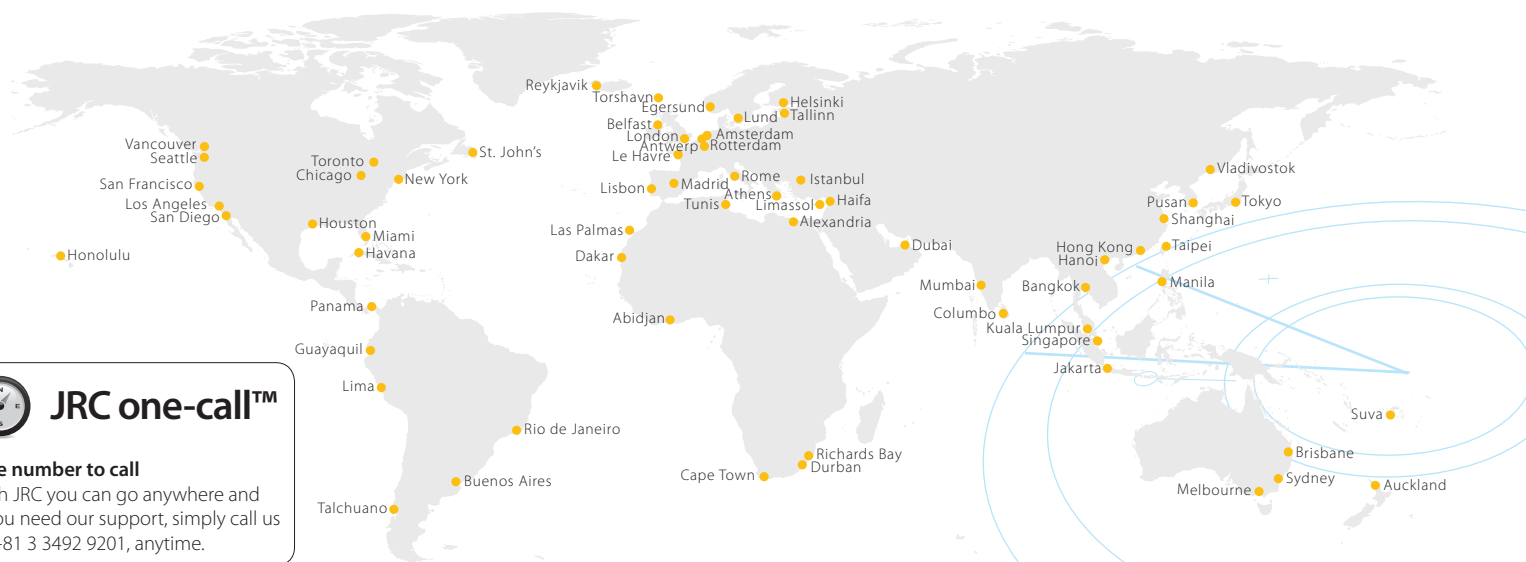 Reykjavik
Torshavn
Egersund
Helsinki
Tallinn
Lund
Belfast
London
Amsterdam
Antwerp
Rotterdam
Le Havre
Vancouver
Seattle
Toronto
Chicago
St. John's
New York
San Francisco
Los Angeles
San Diego
Houston
Miami
Havana
Honolulu
Lisbon
Madrid
Rome
Istanbul
Athens
Tunis
Limassol
Haifa
Alexandria
Las Palmas
Dakar
Dubai
Vladivostok
Pusan
Tokyo
Shanghai
Hong Kong
Taipei
Hanoj
Mumbai
Bangkok
Manila
Columbo
Kuala Lumpur
Singapore
Jakarta
Panama
Abidjan
Guayaquil
Lima
Rio de Janeiro
Buenos Aires
Talchuano
Cape Town
Richards Bay
Durban
Suva
Brisbane
Sydney
Melbourne
Auckland
N
E
S
JRC one-call™
e number to call
h JRC you can go anywhere and
ou need our support, simply call us
+81 3 3492 9201, anytime.